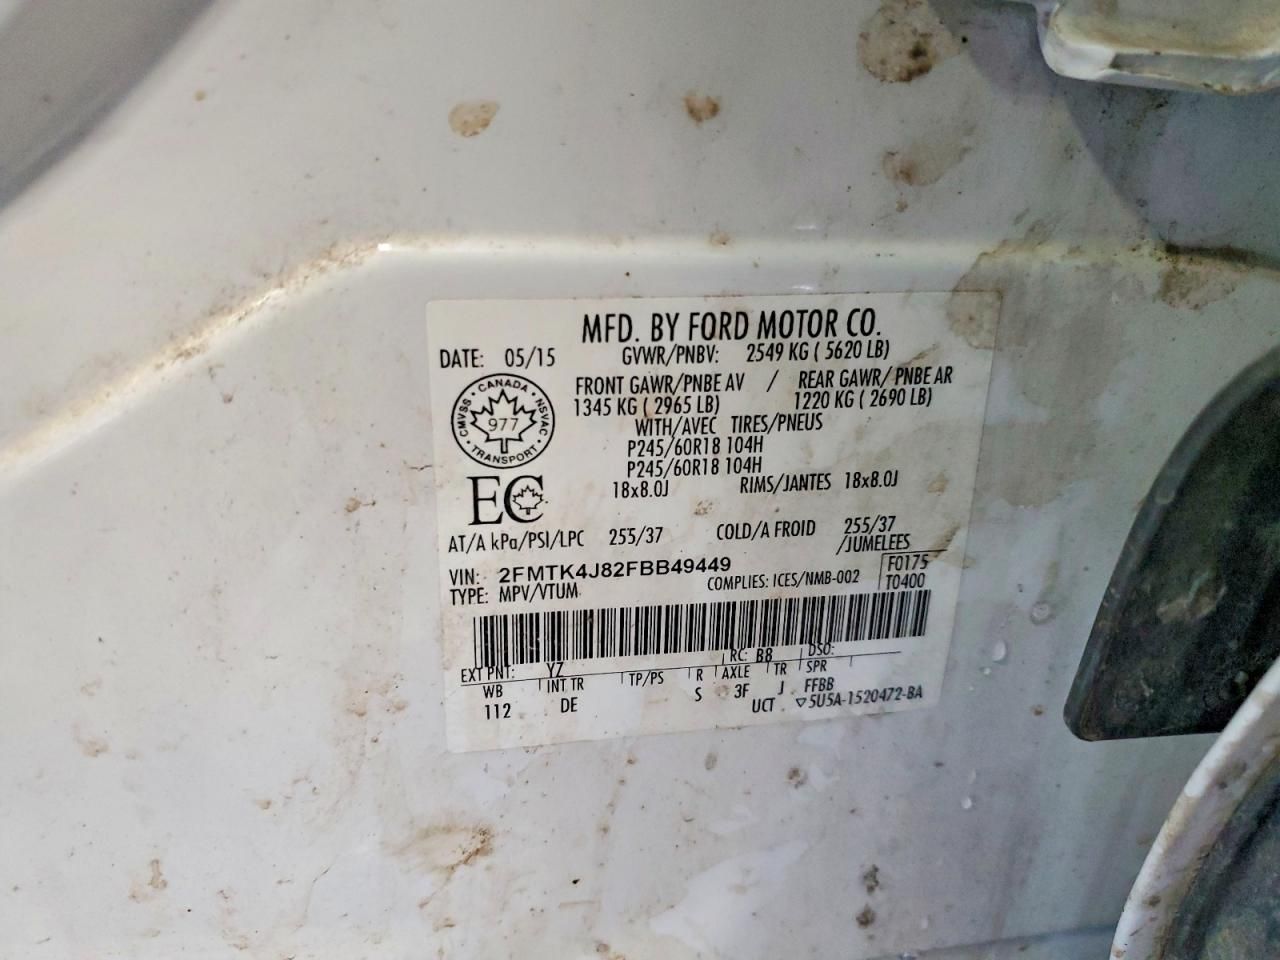 MFD. BY FORD MOTOR CO.
DATE: 05/15 GVWR/PNBV: 2549 KG ( 5620 LB)
FRONT GAWR/PNBE AV / REAR GAWR/ PNBE AR
1345 KG ( 2965 LB) 1220 KG ( 2690 LB)
WITH/AVEC TIRES/PNEUS
P245/60R18 104H
P245/60R18 104H
18x8.0J RIMS/JANTES 18x8.0J
CANADA
CMVSS 977 NSVAC
TRANSPORT
EC
AT/A kPa/PSI/LPC 255/37 COLD/A FROID 255/37
/JUMELEES
VIN: 2FMTK4J82FBB49449 F0175
TYPE: MPV/VTUM COMPLIES: ICES/NMB-002 T0400
EXT PNT: YZ RC: B8 DSO:
WB INT TR TP/PS R AXLE TR SPR
112 DE S 3F J FFBB
UCT ▽5U5A-1520472-BA